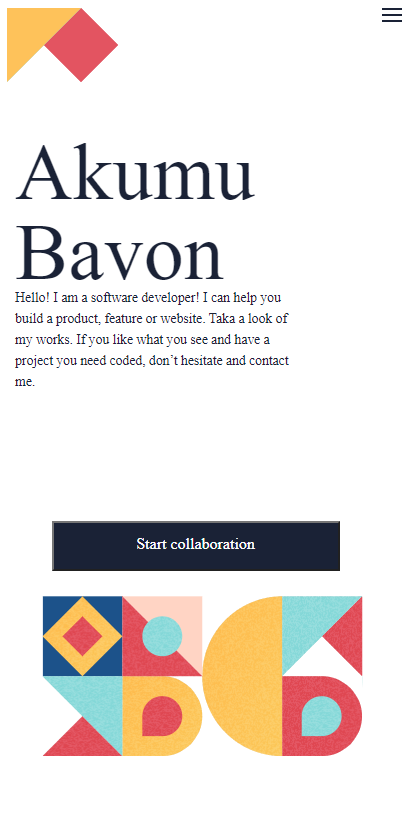 Akumu
Bavon
Hello! I am a software developer! I can help you
build a product, feature or website. Taka a look of
my works. If you like what you see and have a
project you need coded, don’t hesitate and contact
me.
Start collaboration